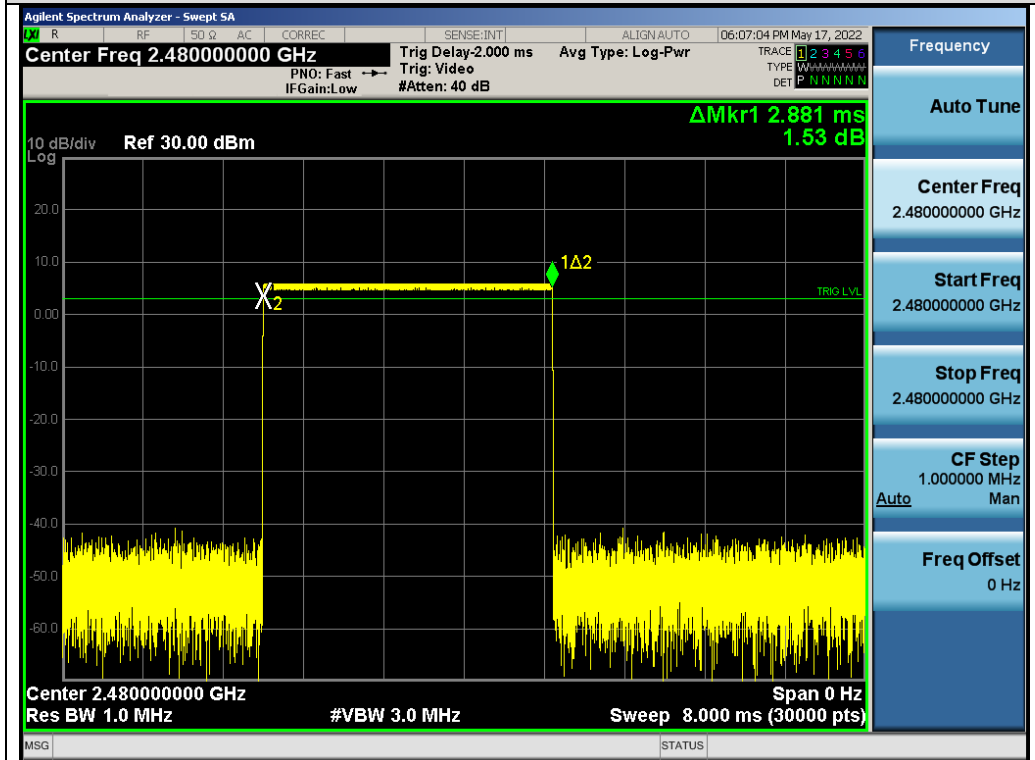 Agilent Spectrum Analyzer - Swept SA
LXI R RF 50 Ω AC CORREC SENSE:INT ALIGN AUTO 06:07:04 PM May 17, 2022
Center Freq 2.480000000 GHz
PNO: Fast
IFGain:Low
Trig Delay-2.000 ms
Trig: Video
#Atten: 40 dB
Avg Type: Log-Pwr
TRACE 1 2 3 4 5 6
TYPE WWWWWW
DET P N N N N N
ΔMkr1 2.881 ms
1.53 dB
10 dB/div Ref 30.00 dBm
Log
20.0
10.0
0.00
-10.0
-20.0
-30.0
-40.0
-50.0
-60.0
1Δ2
2
TRIG LVL
Center 2.480000000 GHz Span 0 Hz
Res BW 1.0 MHz #VBW 3.0 MHz Sweep 8.000 ms (30000 pts)
MSG STATUS
Frequency
Auto Tune
Center Freq
2.480000000 GHz
Start Freq
2.480000000 GHz
Stop Freq
2.480000000 GHz
CF Step
1.000000 MHz
Auto Man
Freq Offset
0 Hz